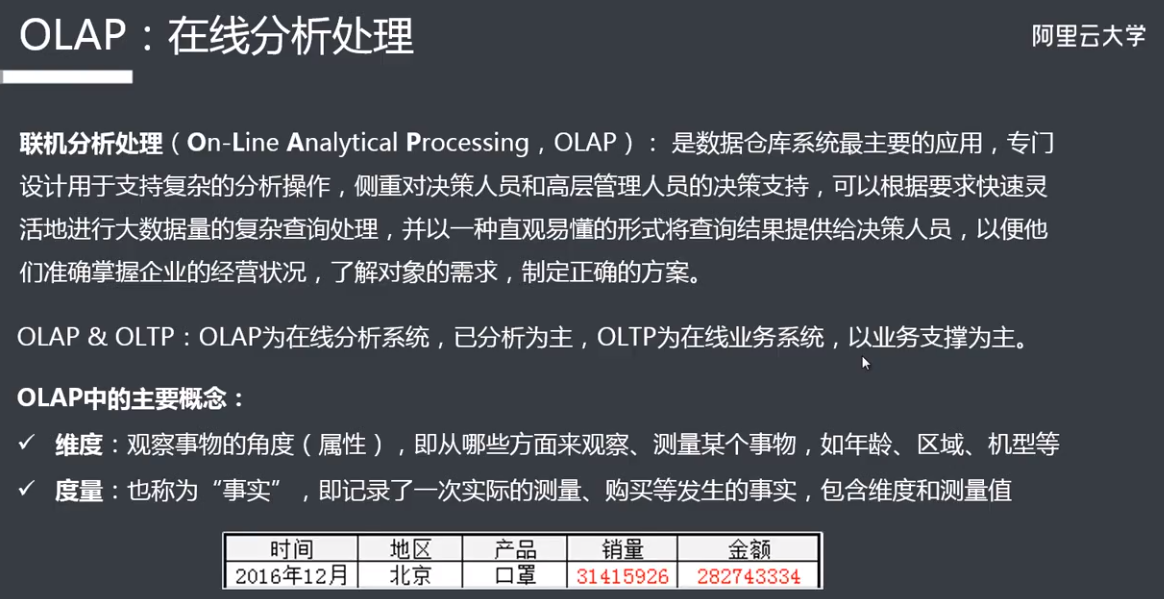 OLAP：在线分析处理
阿里云大学
联机分析处理（On-Line Analytical Processing，OLAP）： 是数据仓库系统最主要的应用，专门
设计用于支持复杂的分析操作，侧重对决策人员和高层管理人员的决策支持，可以根据要求快速灵
活地进行大数据量的复杂查询处理，并以一种直观易懂的形式将查询结果提供给决策人员，以便他
们准确掌握企业的经营状况，了解对象的需求，制定正确的方案。
OLAP & OLTP：OLAP为在线分析系统，已分析为主，OLTP为在线业务系统，以业务支撑为主。
OLAP中的主要概念：
✓ 维度：观察事物的角度（属性），即从哪些方面来观察、测量某个事物，如年龄、区域、机型等
✓ 度量：也称为“事实”，即记录了一次实际的测量、购买等发生的事实，包含维度和测量值
时间 地区 产品 销量 金额
2016年12月 北京 口罩 31415926 282743334